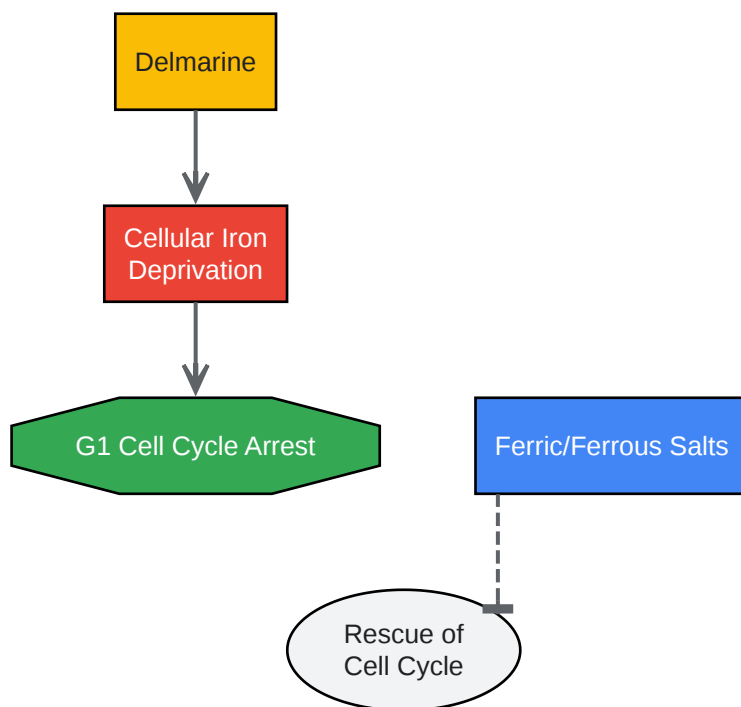 Delmarine
Cellular Iron
Deprivation
G1 Cell Cycle Arrest
Ferric/Ferrous Salts
Rescue of
Cell Cycle